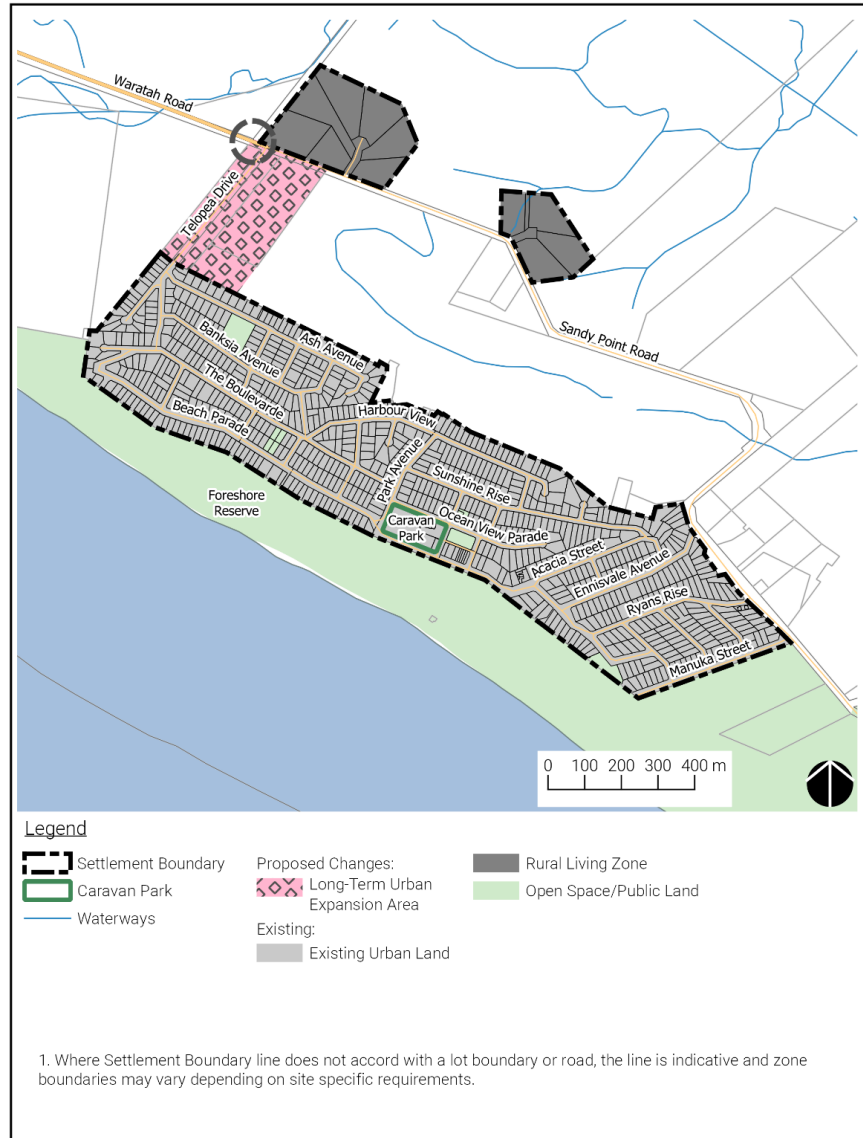 Waratah Road
Telopea Drive
Sandy Point Road
Ash Avenue
Banksia Avenue
The Boulevarde
Harbour View
Beach Parade
Park Avenue
Sunshine Rise
Foreshore
Reserve
Caravan
Park
Ocean View Parade
Acacia Street
Ennisvale Avenue
Ryans Rise
Manuka Street
0 100 200 300 400 m
Legend
Settlement Boundary
Caravan Park
Waterways
Proposed Changes:
Long-Term Urban
Expansion Area
Existing:
Existing Urban Land
Rural Living Zone
Open Space/Public Land
1. Where Settlement Boundary line does not accord with a lot boundary or road, the line is indicative and zone
boundaries may vary depending on site specific requirements.